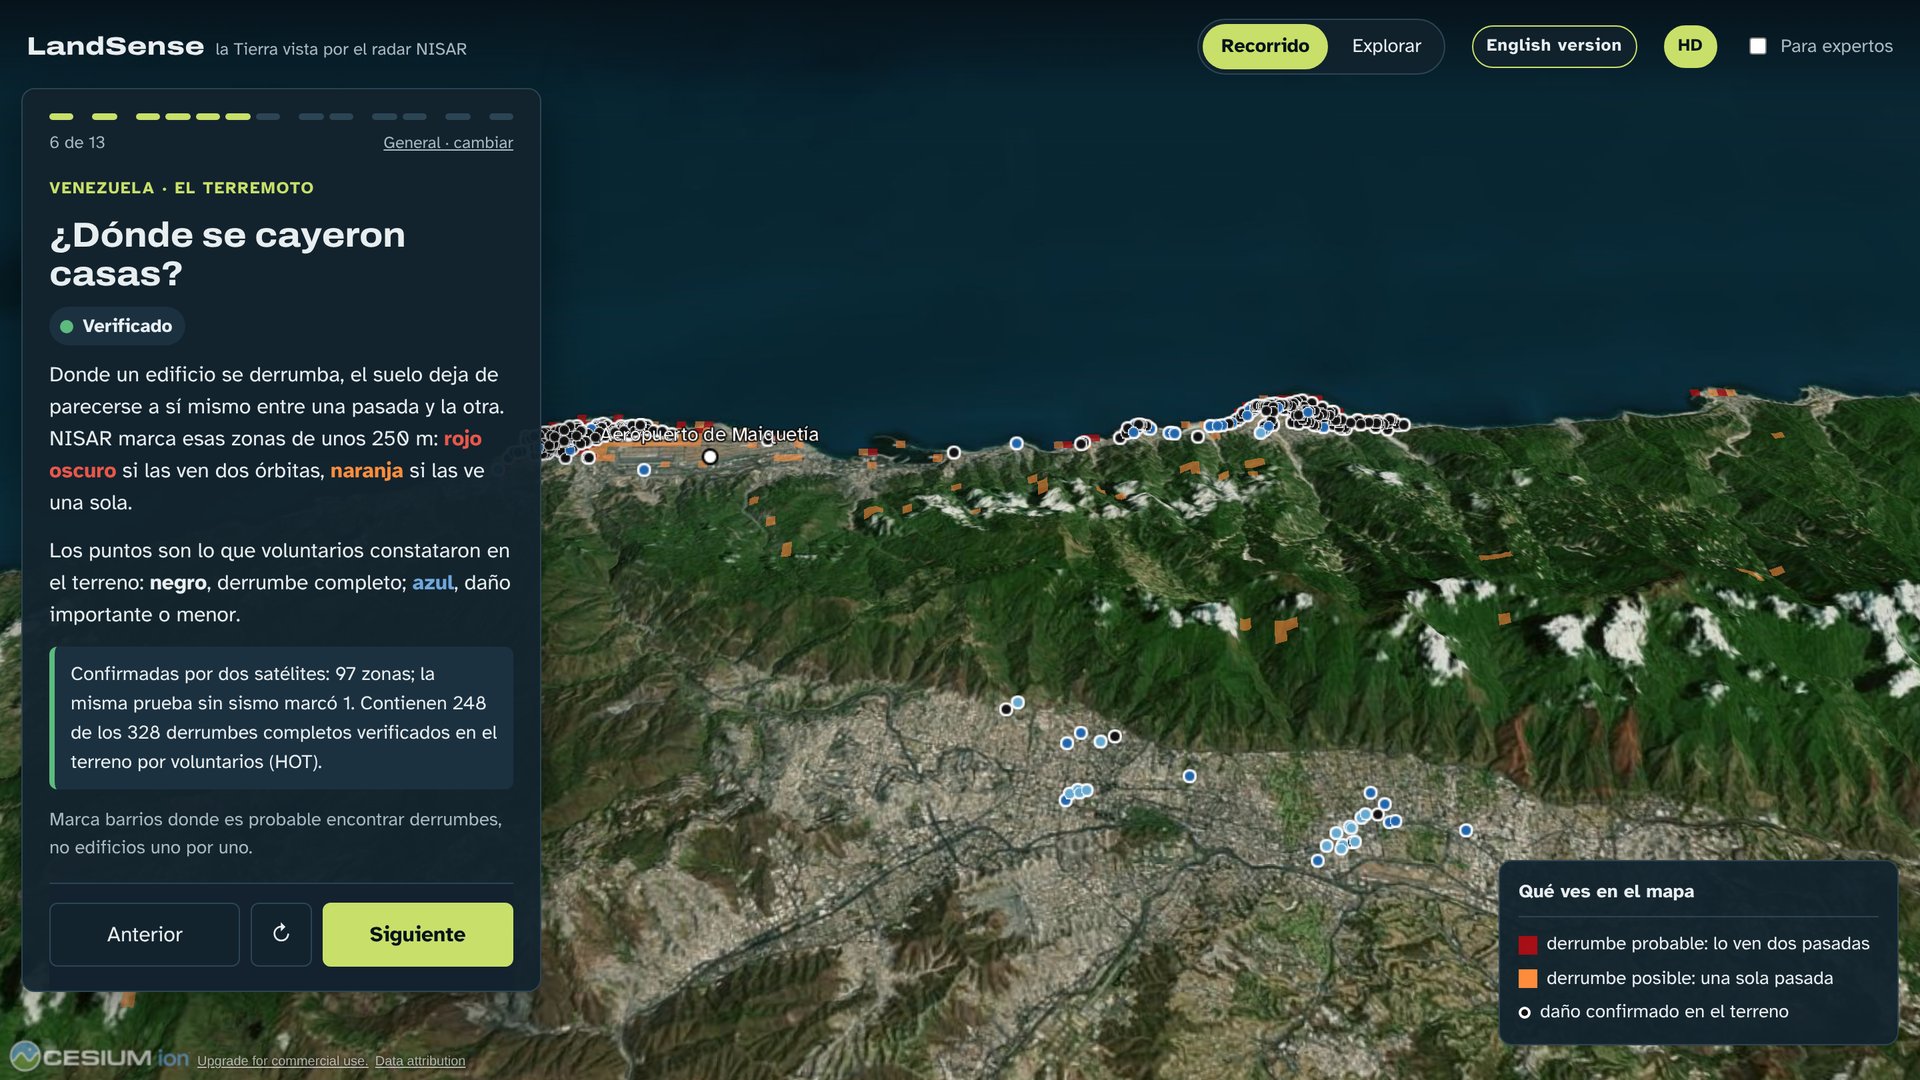 LandSense la Tierra vista por el radar NISAR
Recorrido Explorar English version HD Para expertos
6 de 13 General · cambiar
VENEZUELA · EL TERREMOTO
¿Dónde se cayeron
casas?
Verificado
Donde un edificio se derrumba, el suelo deja de
parecerse a sí mismo entre una pasada y la otra.
NISAR marca esas zonas de unos 250 m: rojo
oscuro si las ven dos órbitas, naranja si las ve
una sola.
Los puntos son lo que voluntarios constataron en
el terreno: negro, derrumbe completo; azul, daño
importante o menor.
Confirmadas por dos satélites: 97 zonas; la
misma prueba sin sismo marcó 1. Contienen 248
de los 328 derrumbes completos verificados en el
terreno por voluntarios (HOT).
Marca barrios donde es probable encontrar derrumbes,
no edificios uno por uno.
Anterior Siguiente
Aeropuerto de Maiquetía
Qué ves en el mapa
derrumbe probable: lo ven dos pasadas
derrumbe posible: una sola pasada
daño confirmado en el terreno
CESIUM ion Upgrade for commercial use. Data attribution